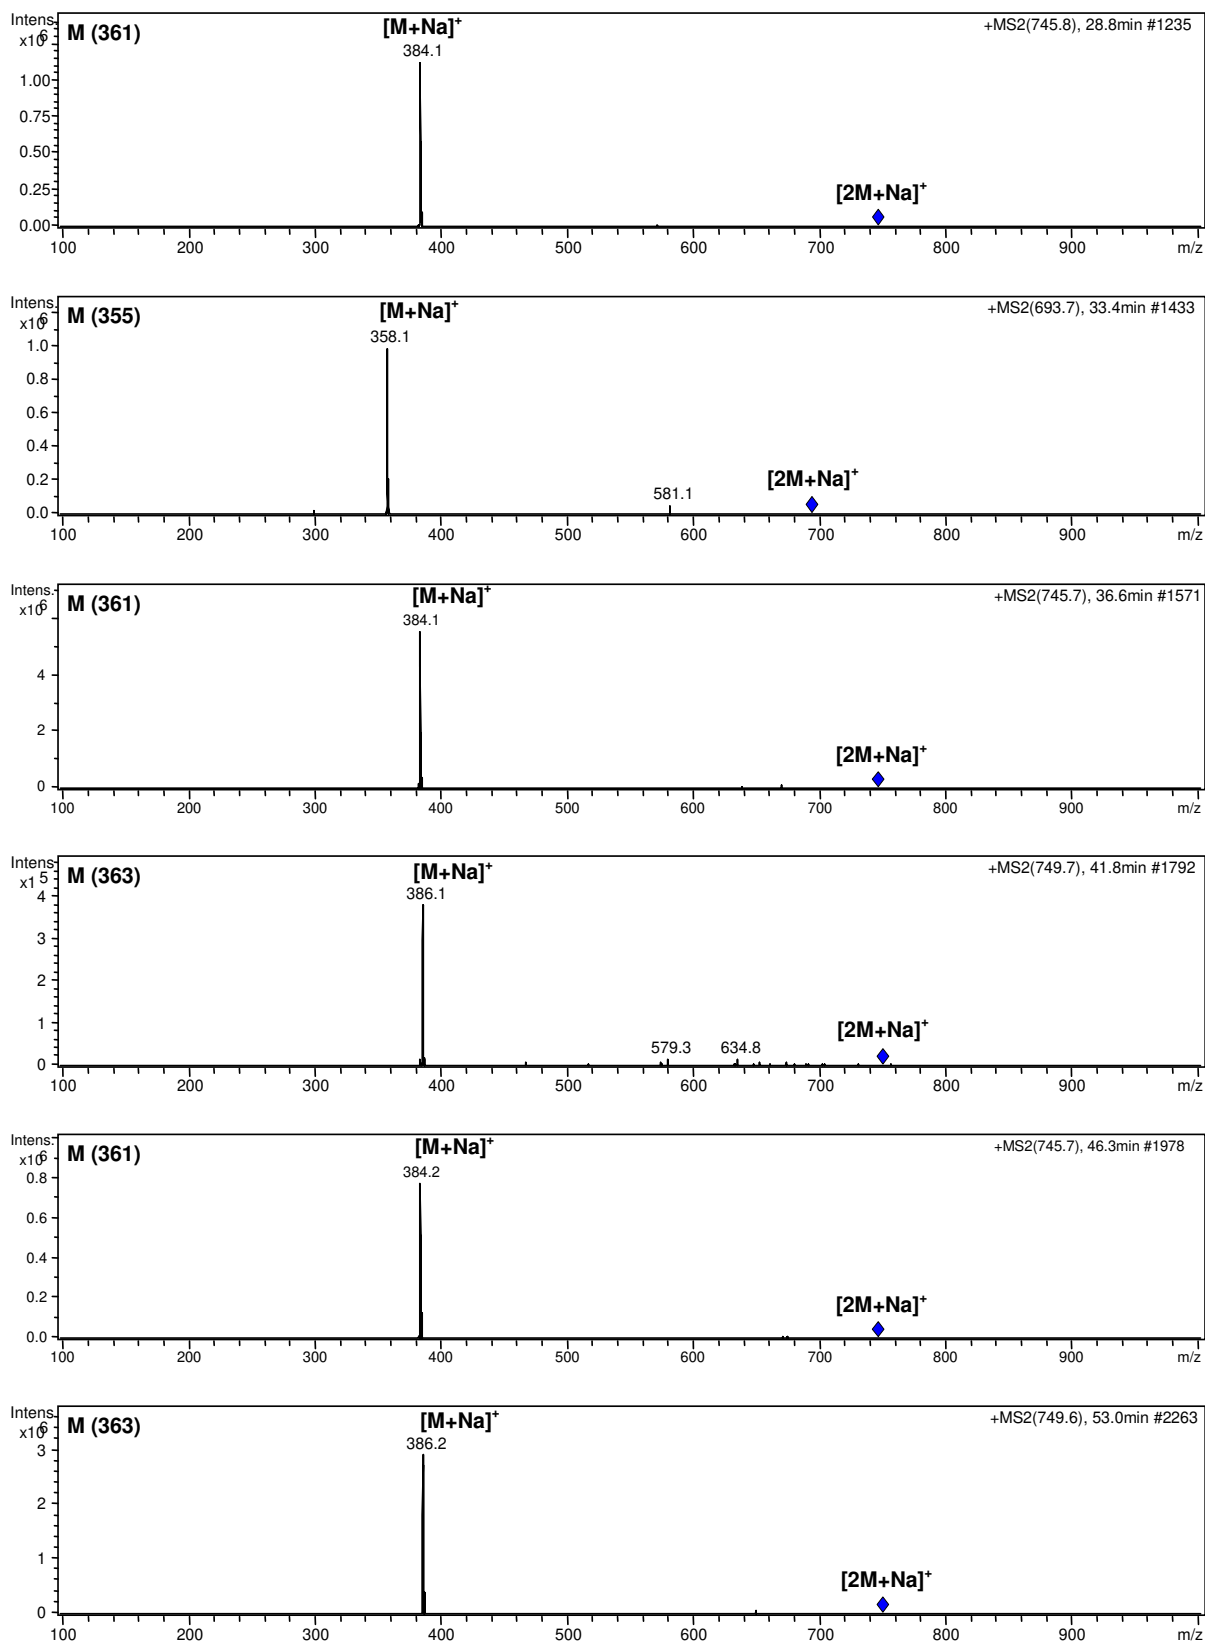 Intens.
x10 6
M (361)
[M+Na]+
+MS2(745.8), 28.8min #1235
384.1
1.00
0.75
0.50
0.25
0.00
[2M+Na]+
100 200 300 400 500 600 700 800 900 m/z
Intens.
x10 6
M (355)
[M+Na]+
+MS2(693.7), 33.4min #1433
358.1
1.0
0.8
0.6
0.4
0.2
0.0
581.1
[2M+Na]+
100 200 300 400 500 600 700 800 900 m/z
Intens.
x10 6
M (361)
[M+Na]+
+MS2(745.7), 36.6min #1571
384.1
4
2
0
[2M+Na]+
100 200 300 400 500 600 700 800 900 m/z
Intens
x1 5
M (363)
[M+Na]+
+MS2(749.7), 41.8min #1792
386.1
4
3
2
1
0
579.3
634.8
[2M+Na]+
100 200 300 400 500 600 700 800 900 m/z
Intens.
x10 6
M (361)
[M+Na]+
+MS2(745.7), 46.3min #1978
384.2
0.8
0.6
0.4
0.2
0.0
[2M+Na]+
100 200 300 400 500 600 700 800 900 m/z
Intens.
x10 6
M (363)
[M+Na]+
+MS2(749.6), 53.0min #2263
386.2
3
2
1
0
[2M+Na]+
100 200 300 400 500 600 700 800 900 m/z